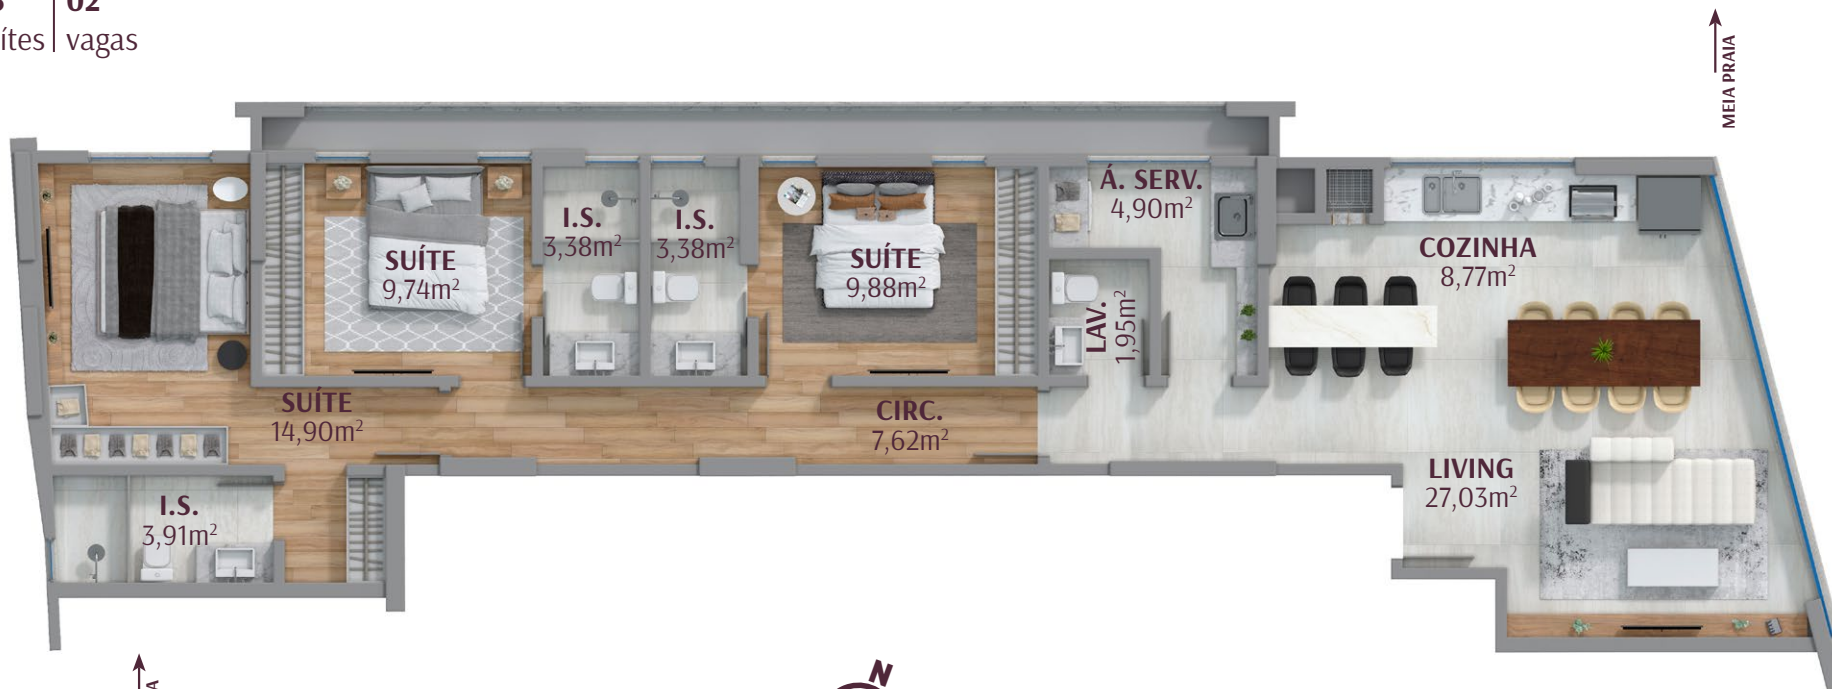 02
vagas
MEIA PRAIA
SUÍTE
9,74m²
I.S.
3,38m²
I.S.
3,38m²
SUÍTE
9,88m²
Á. SERV.
4,90m²
LAV.
1,95m²
COZINHA
8,77m²
SUÍTE
14,90m²
CIRC.
7,62m²
LIVING
27,03m²
I.S.
3,91m²
N